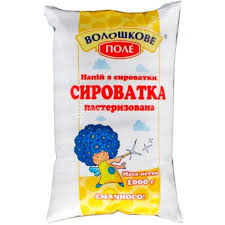 ВОЛОШКОВЕ
ПОЛЕ
Напій з сироватки
СИРОВАТКА
пастеризована
Маса нетто
1000 г
СМАЧНОГО!